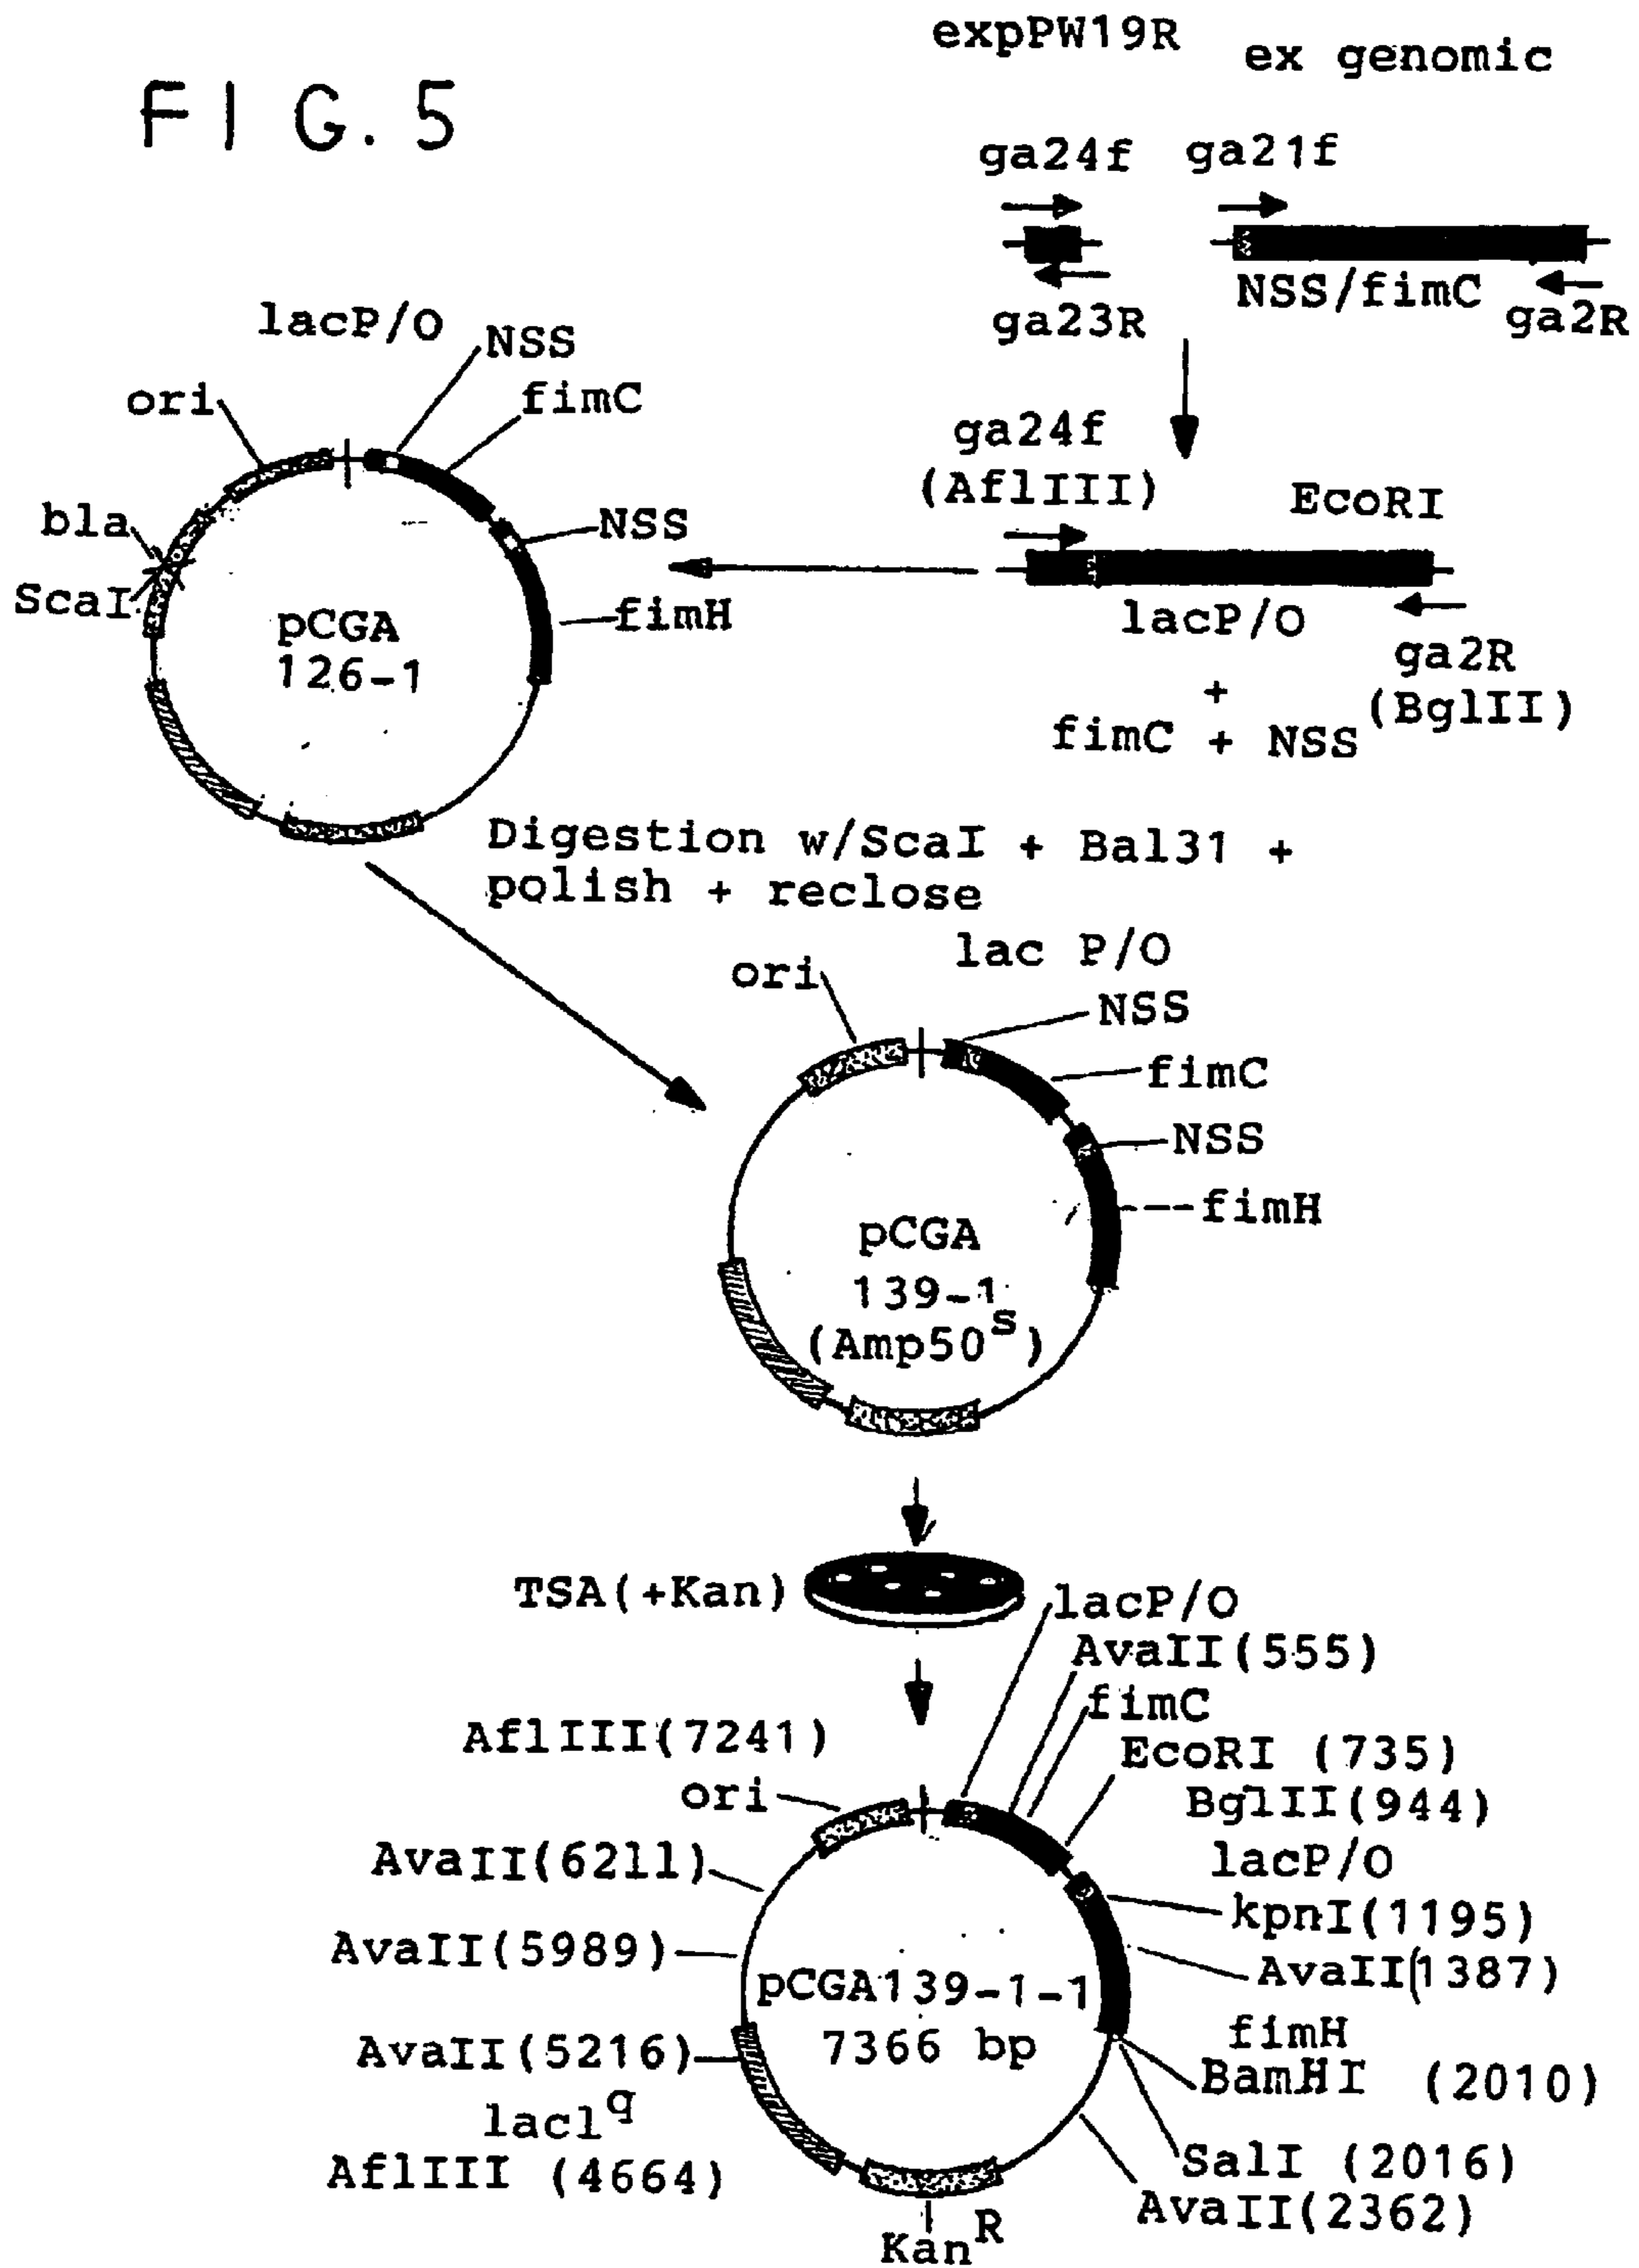 FIG. 5
expPW19R
ex genomic
ga24f
ga21f
NSS/fimC
ga23R
ga2R
lacP/O
NSS
fimC
ori
NSS
bla
ScaI
fimH
pCGA
126-1
ga24f
(AflIII)
EcoRI
lacP/O
+
fimC + NSS
ga2R
(BglII)
Digestion w/ScaI + Bal31 +
polish + reclose
lac P/O
ori
NSS
fimC
NSS
fimH
pCGA
139-1
(Amp50s)
TSA(+Kan)
lacP/O
AvaII(555)
fimC
AflIII(7241)
EcoRI (735)
ori
BglII(944)
AvaII(6211)
lacP/O
kpnI(1195)
AvaII(5989)
AvaII(1387)
pCGA139-1-1
7366 bp
fimH
AvaII(5216)
BamHI (2010)
laclq
AflIII (4664)
SalI (2016)
AvaII(2362)
KanR